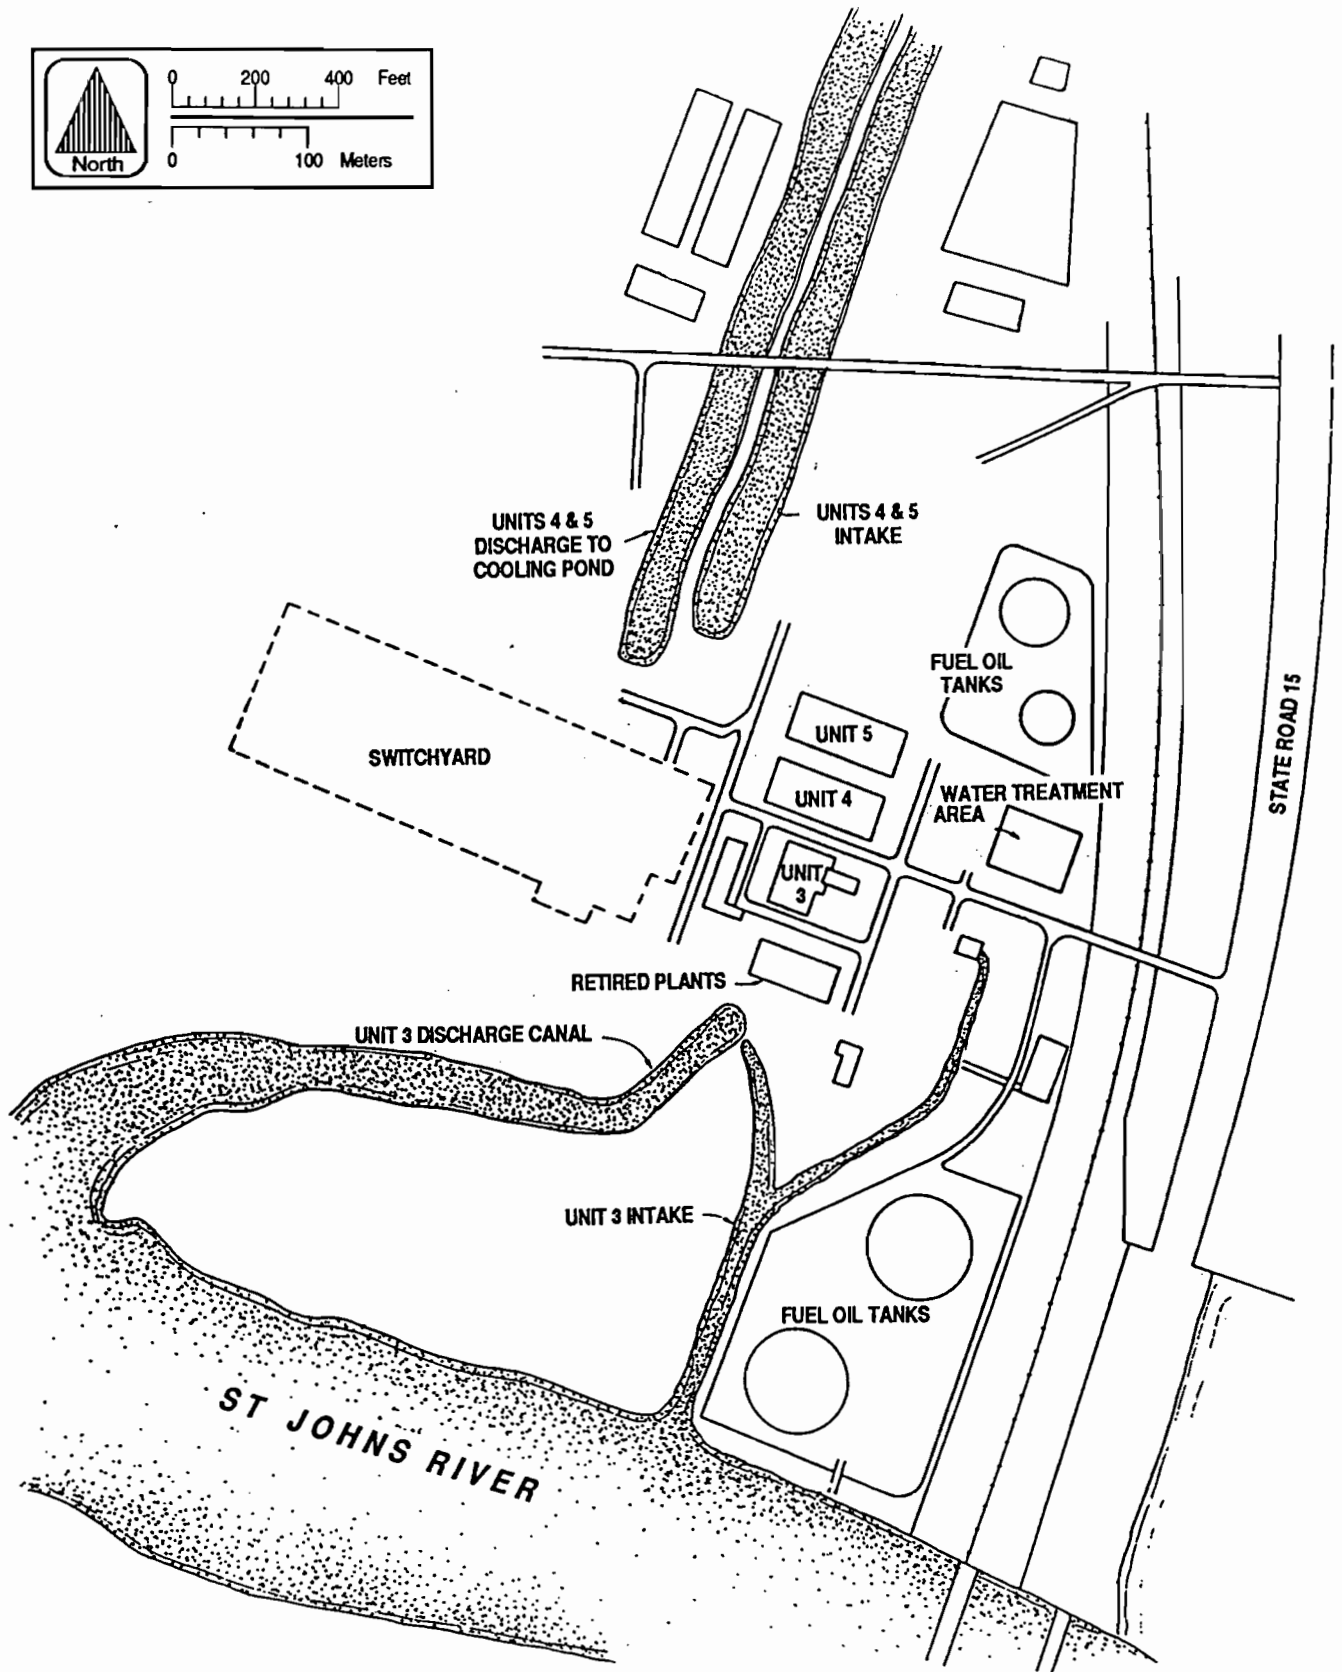 0 200 400 Feet
North
0 100 Meters
UNITS 4 & 5
DISCHARGE TO
COOLING POND
UNITS 4 & 5
INTAKE
FUEL OIL
TANKS
STATE ROAD 15
UNIT 5
SWITCHYARD
UNIT 4
WATER TREATMENT
AREA
UNIT
3
RETIRED PLANTS
UNIT 3 DISCHARGE CANAL
UNIT 3 INTAKE
FUEL OIL TANKS
ST JOHNS RIVER